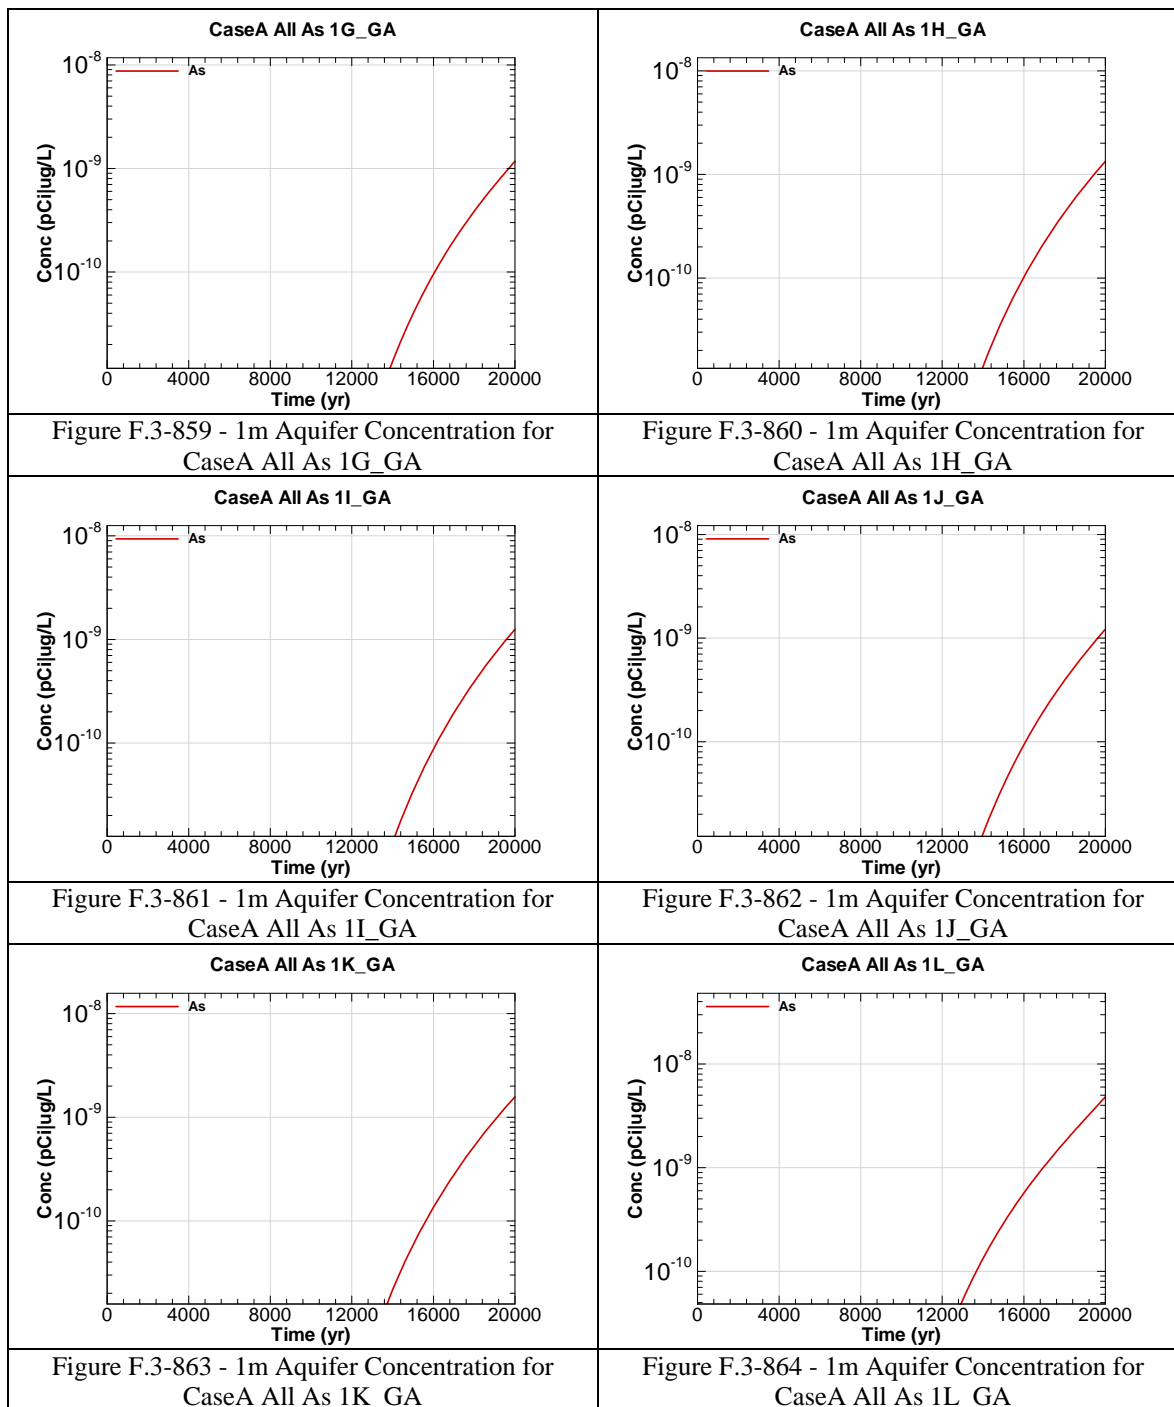 CaseA All As 1G_GA
As
10-8
10-9
10-10
Conc (pCi|ug/L)
0 4000 8000 12000 16000 20000
Time (yr)
Figure F.3-859 - 1m Aquifer Concentration for
CaseA All As 1G_GA
CaseA All As 1H_GA
As
10-8
10-9
10-10
Conc (pCi|ug/L)
0 4000 8000 12000 16000 20000
Time (yr)
Figure F.3-860 - 1m Aquifer Concentration for
CaseA All As 1H_GA
CaseA All As 1I_GA
As
10-8
10-9
10-10
Conc (pCi|ug/L)
0 4000 8000 12000 16000 20000
Time (yr)
Figure F.3-861 - 1m Aquifer Concentration for
CaseA All As 1I_GA
CaseA All As 1J_GA
As
10-8
10-9
10-10
Conc (pCi|ug/L)
0 4000 8000 12000 16000 20000
Time (yr)
Figure F.3-862 - 1m Aquifer Concentration for
CaseA All As 1J_GA
CaseA All As 1K_GA
As
10-8
10-9
10-10
Conc (pCi|ug/L)
0 4000 8000 12000 16000 20000
Time (yr)
Figure F.3-863 - 1m Aquifer Concentration for
CaseA All As 1K_GA
CaseA All As 1L_GA
As
10-8
10-9
10-10
Conc (pCi|ug/L)
0 4000 8000 12000 16000 20000
Time (yr)
Figure F.3-864 - 1m Aquifer Concentration for
CaseA All As 1L_GA